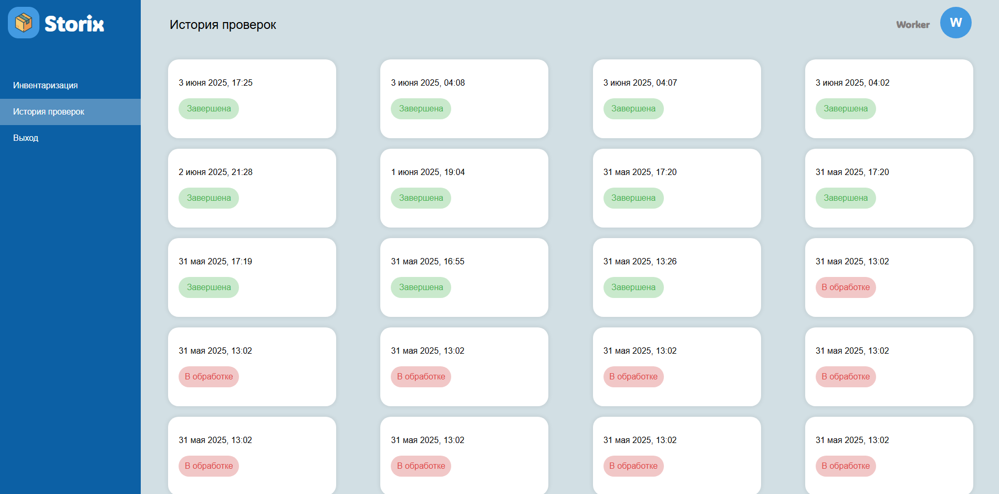 Storix
История проверок
Worker
W
Инвентаризация
История проверок
Выход
3 июня 2025, 17:25
Завершена
3 июня 2025, 04:08
Завершена
3 июня 2025, 04:07
Завершена
3 июня 2025, 04:02
Завершена
2 июня 2025, 21:28
Завершена
1 июня 2025, 19:04
Завершена
31 мая 2025, 17:20
Завершена
31 мая 2025, 17:20
Завершена
31 мая 2025, 17:19
Завершена
31 мая 2025, 16:55
Завершена
31 мая 2025, 13:26
Завершена
31 мая 2025, 13:02
В обработке
31 мая 2025, 13:02
В обработке
31 мая 2025, 13:02
В обработке
31 мая 2025, 13:02
В обработке
31 мая 2025, 13:02
В обработке
31 мая 2025, 13:02
В обработке
31 мая 2025, 13:02
В обработке
31 мая 2025, 13:02
В обработке
31 мая 2025, 13:02
В обработке